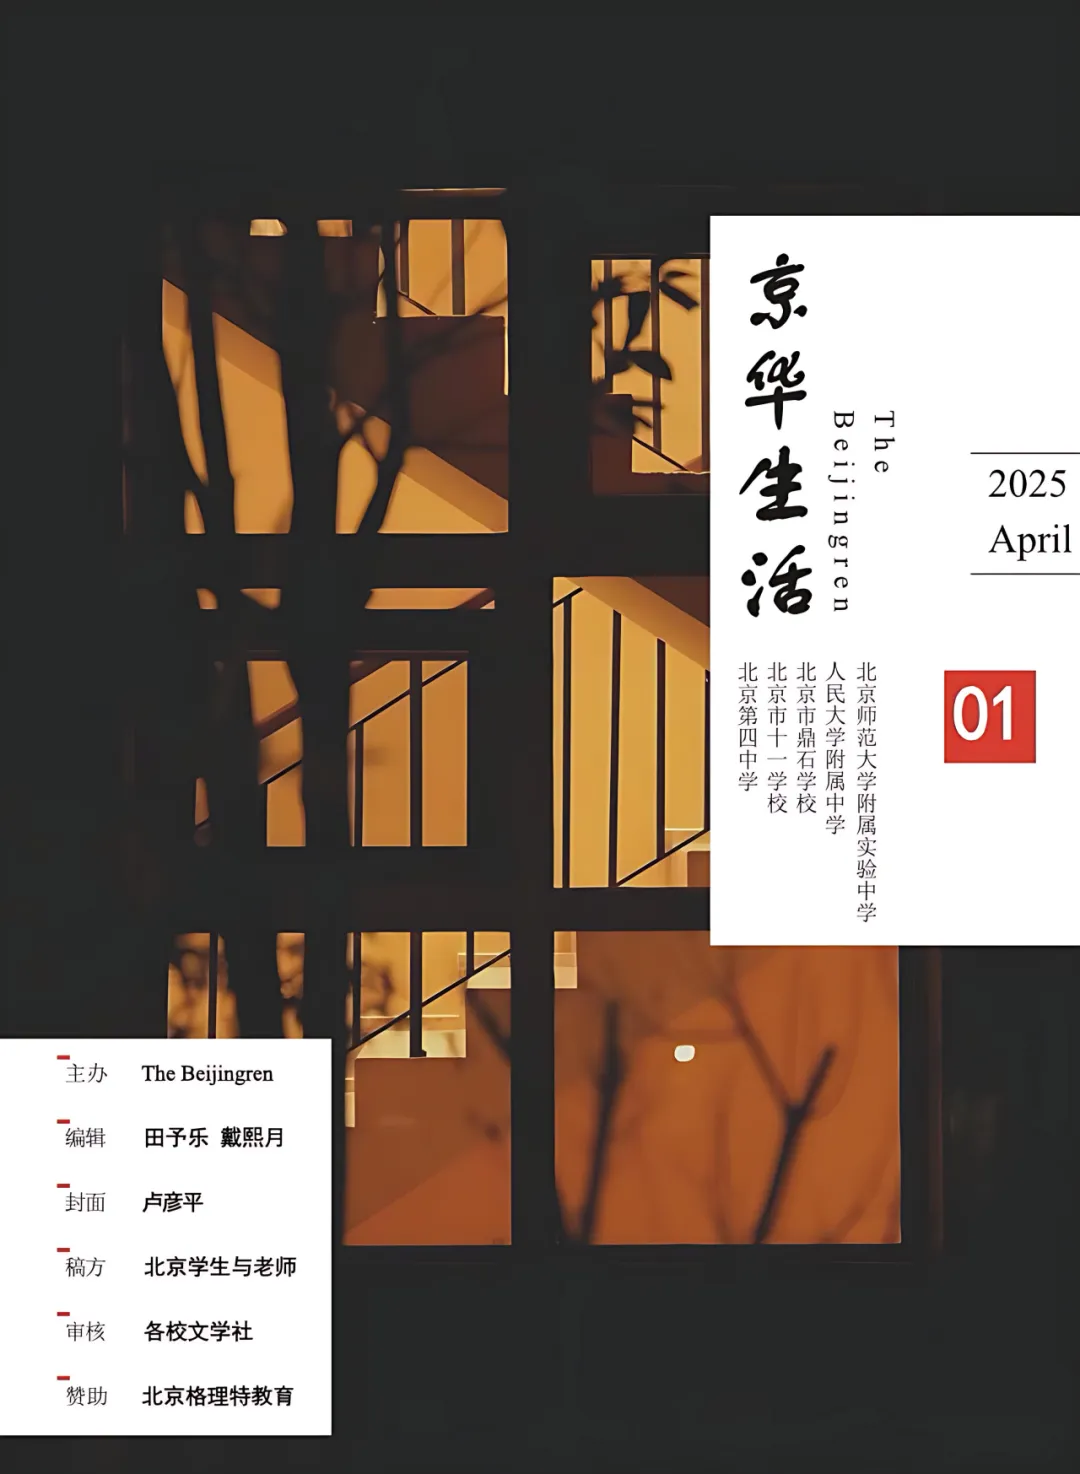 京华生活
The
Beijingren
2025
April
01
北京师范大学附属实验中学
人民大学附属中学
北京市鼎石学校
北京市十一学校
北京第四中学
主办 The Beijingren
编辑 田予乐 戴熙月
封面 卢彦平
稿方 北京学生与老师
审核 各校文学社
赞助 北京格理特教育